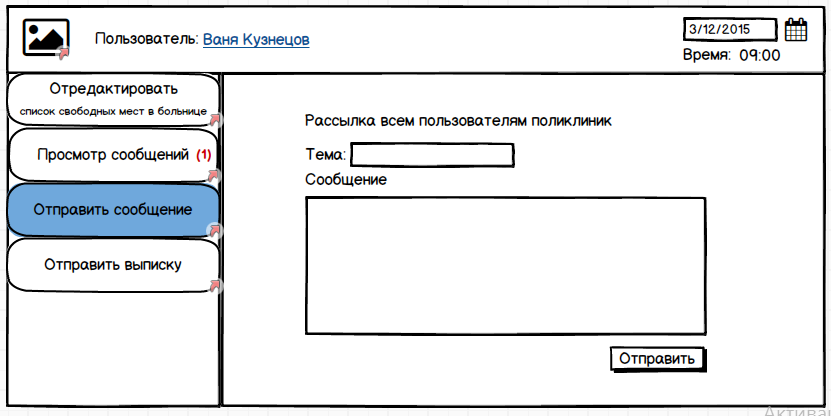 Пользователь: Ваня Кузнецов
3/12/2015
Время: 09:00
Отредактировать
список свободных мест в больнице
Просмотр сообщений (1)
Отправить сообщение
Отправить выписку
Рассылка всем пользователям поликлиник
Тема:
Сообщение
Отправить